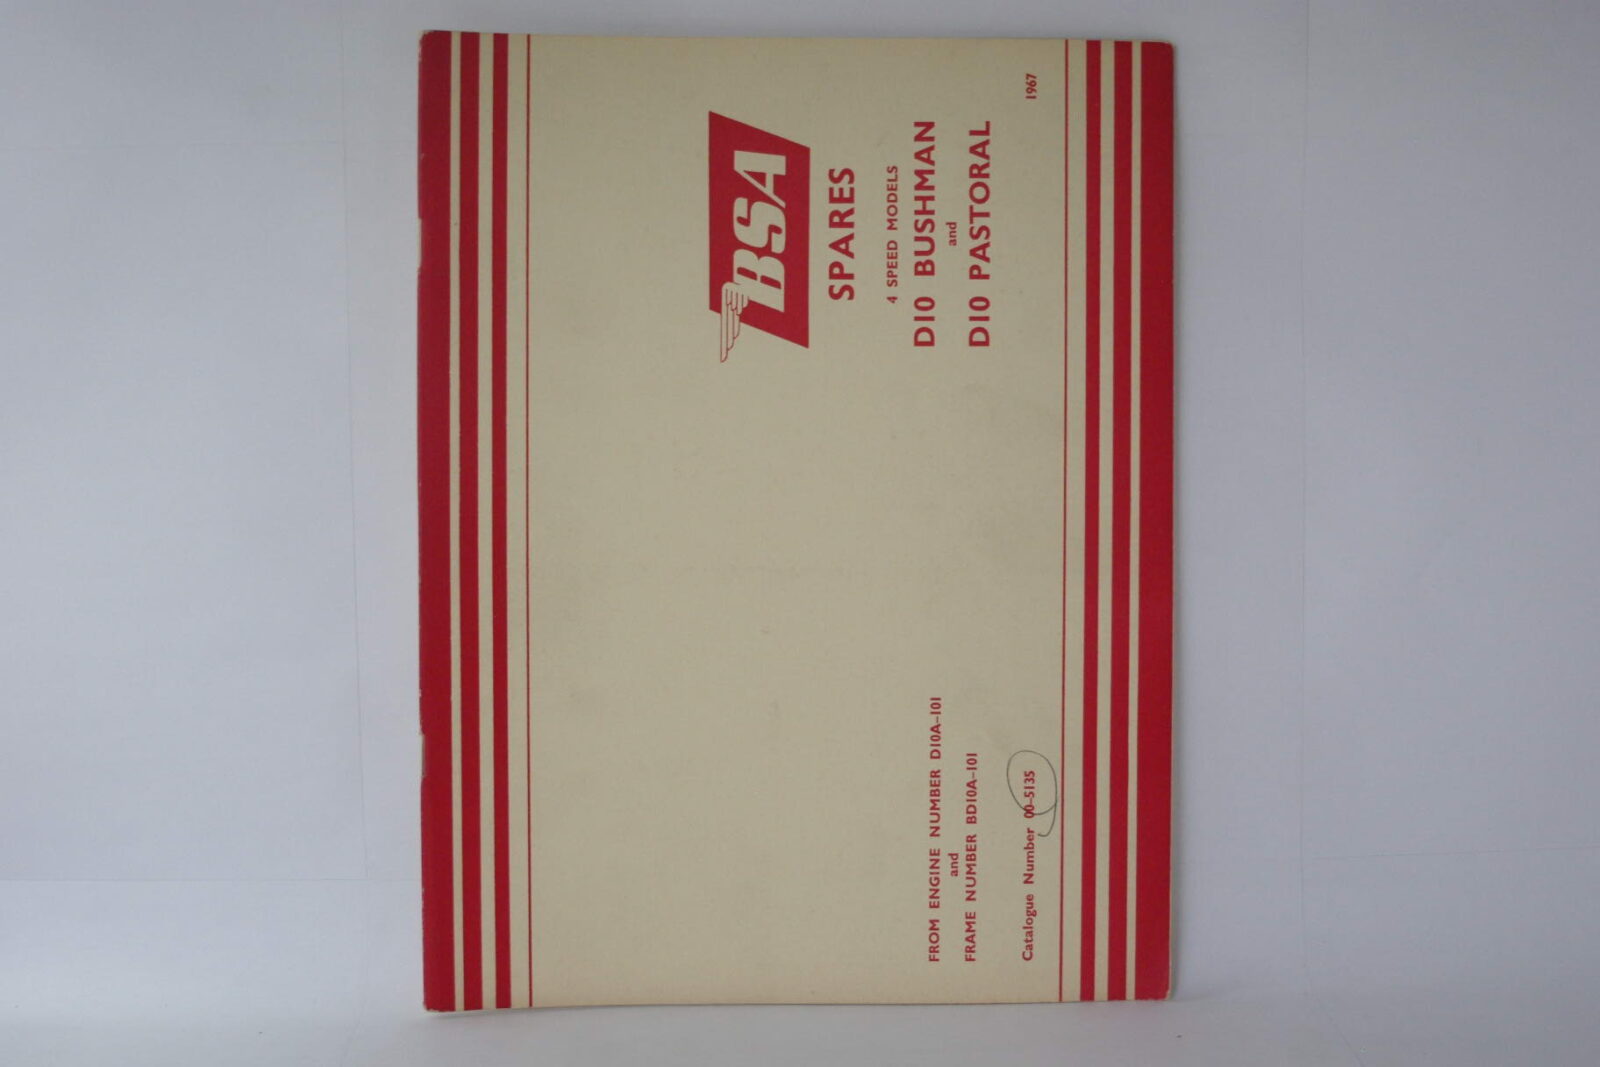 BSA
SPARES
4 SPEED MODELS
D10 BUSHMAN
and
D10 PASTORAL
FROM ENGINE NUMBER D10A-101
and
FRAME NUMBER BD10A-101
Catalogue Number 00-5135
1967